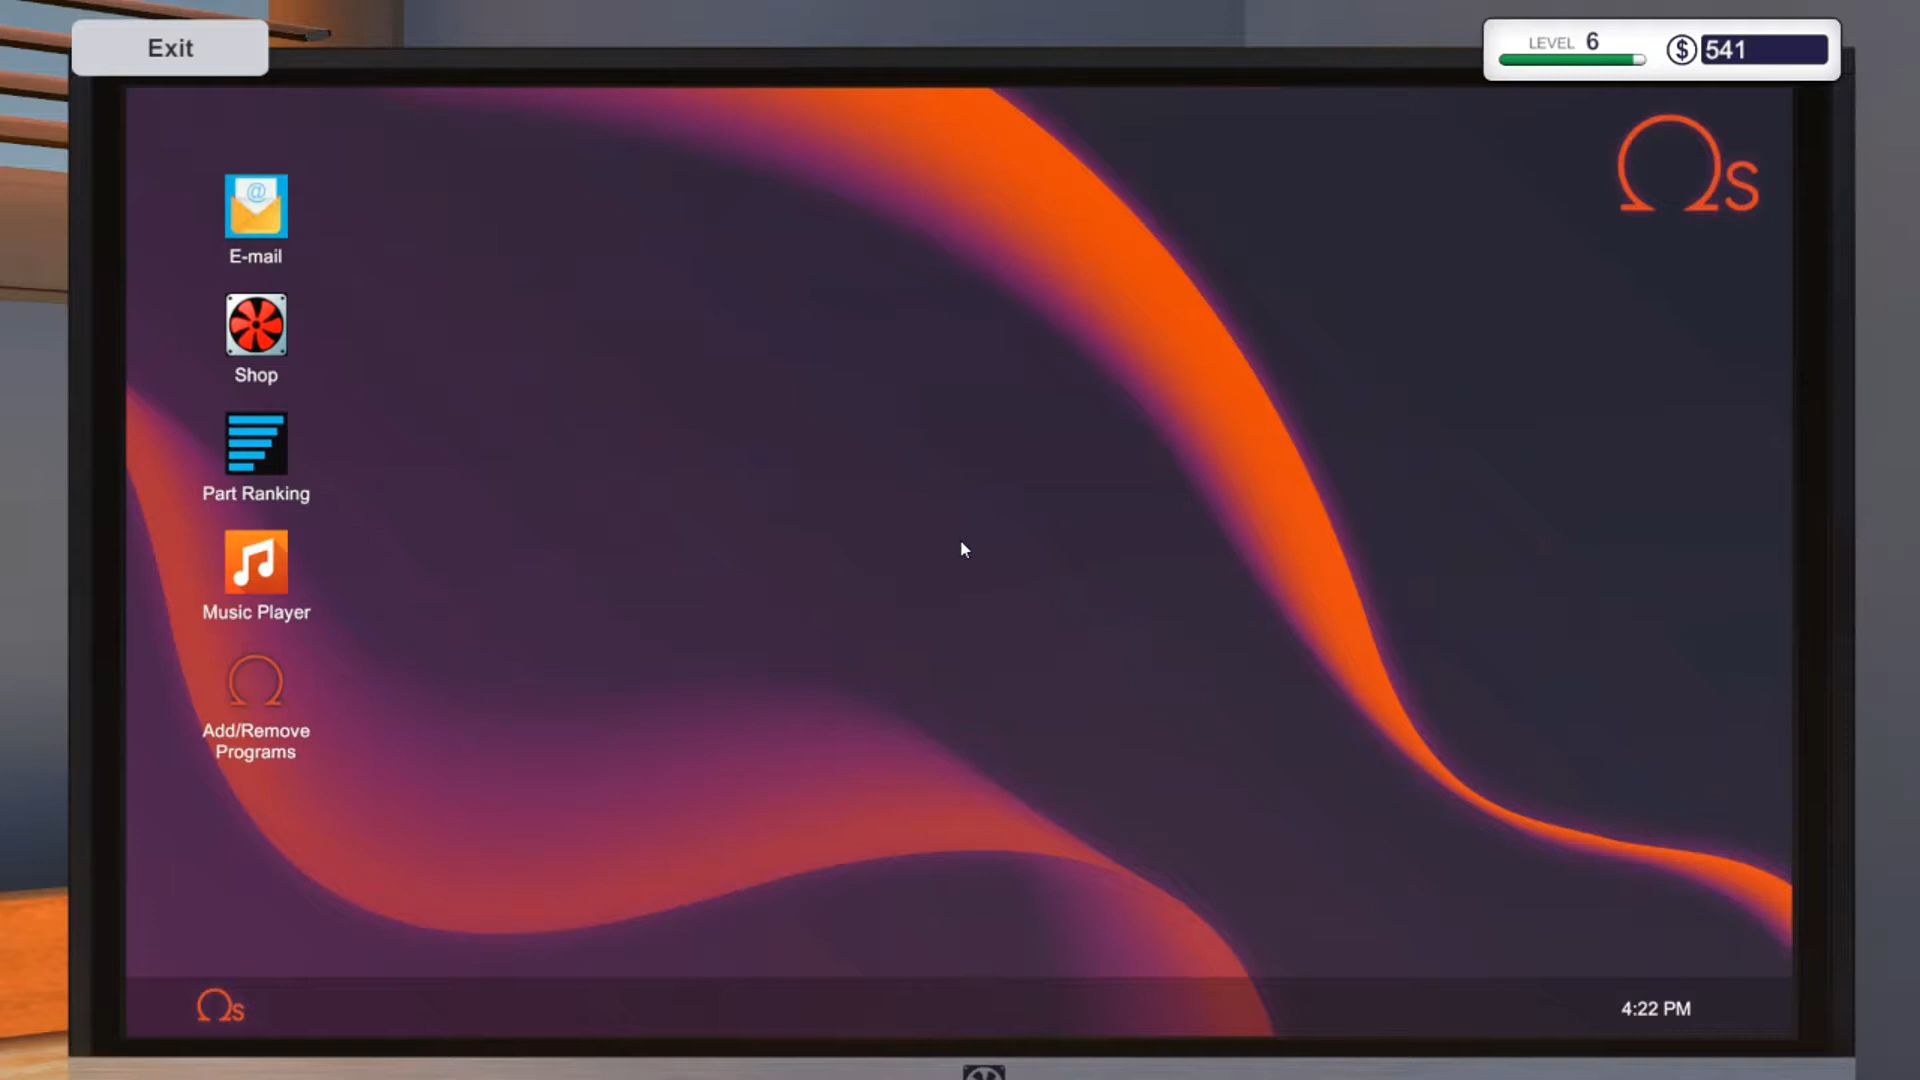 Exit
LEVEL 6
$ 541
Ωs
E-mail
Shop
Part Ranking
Music Player
Add/Remove
Programs
Ωs
4:22 PM